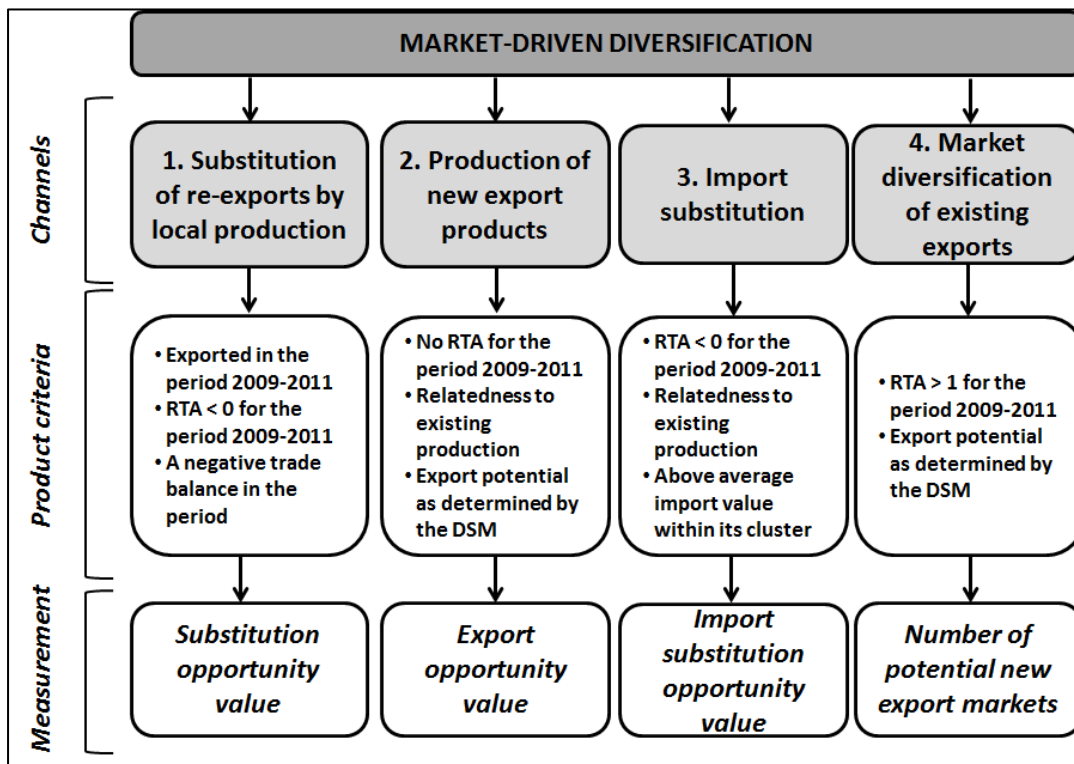 MARKET-DRIVEN DIVERSIFICATION
Channels
1. Substitution
of re-exports by
local production
2. Production of
new export
products
3. Import
substitution
4. Market
diversification
of existing
exports
Product criteria
• Exported in the
period 2009-2011
• RTA < 0 for the
period 2009-2011
• A negative trade
balance in the
period
• No RTA for the
period 2009-2011
• Relatedness to
existing
production
• Export potential
as determined by
the DSM
• RTA < 0 for the
period 2009-2011
• Relatedness to
existing
production
• Above average
import value
within its cluster
• RTA > 1 for the
period 2009-2011
• Export potential
as determined by
the DSM
Measurement
Substitution
opportunity
value
Export
opportunity
value
Import
substitution
opportunity
value
Number of
potential new
export markets